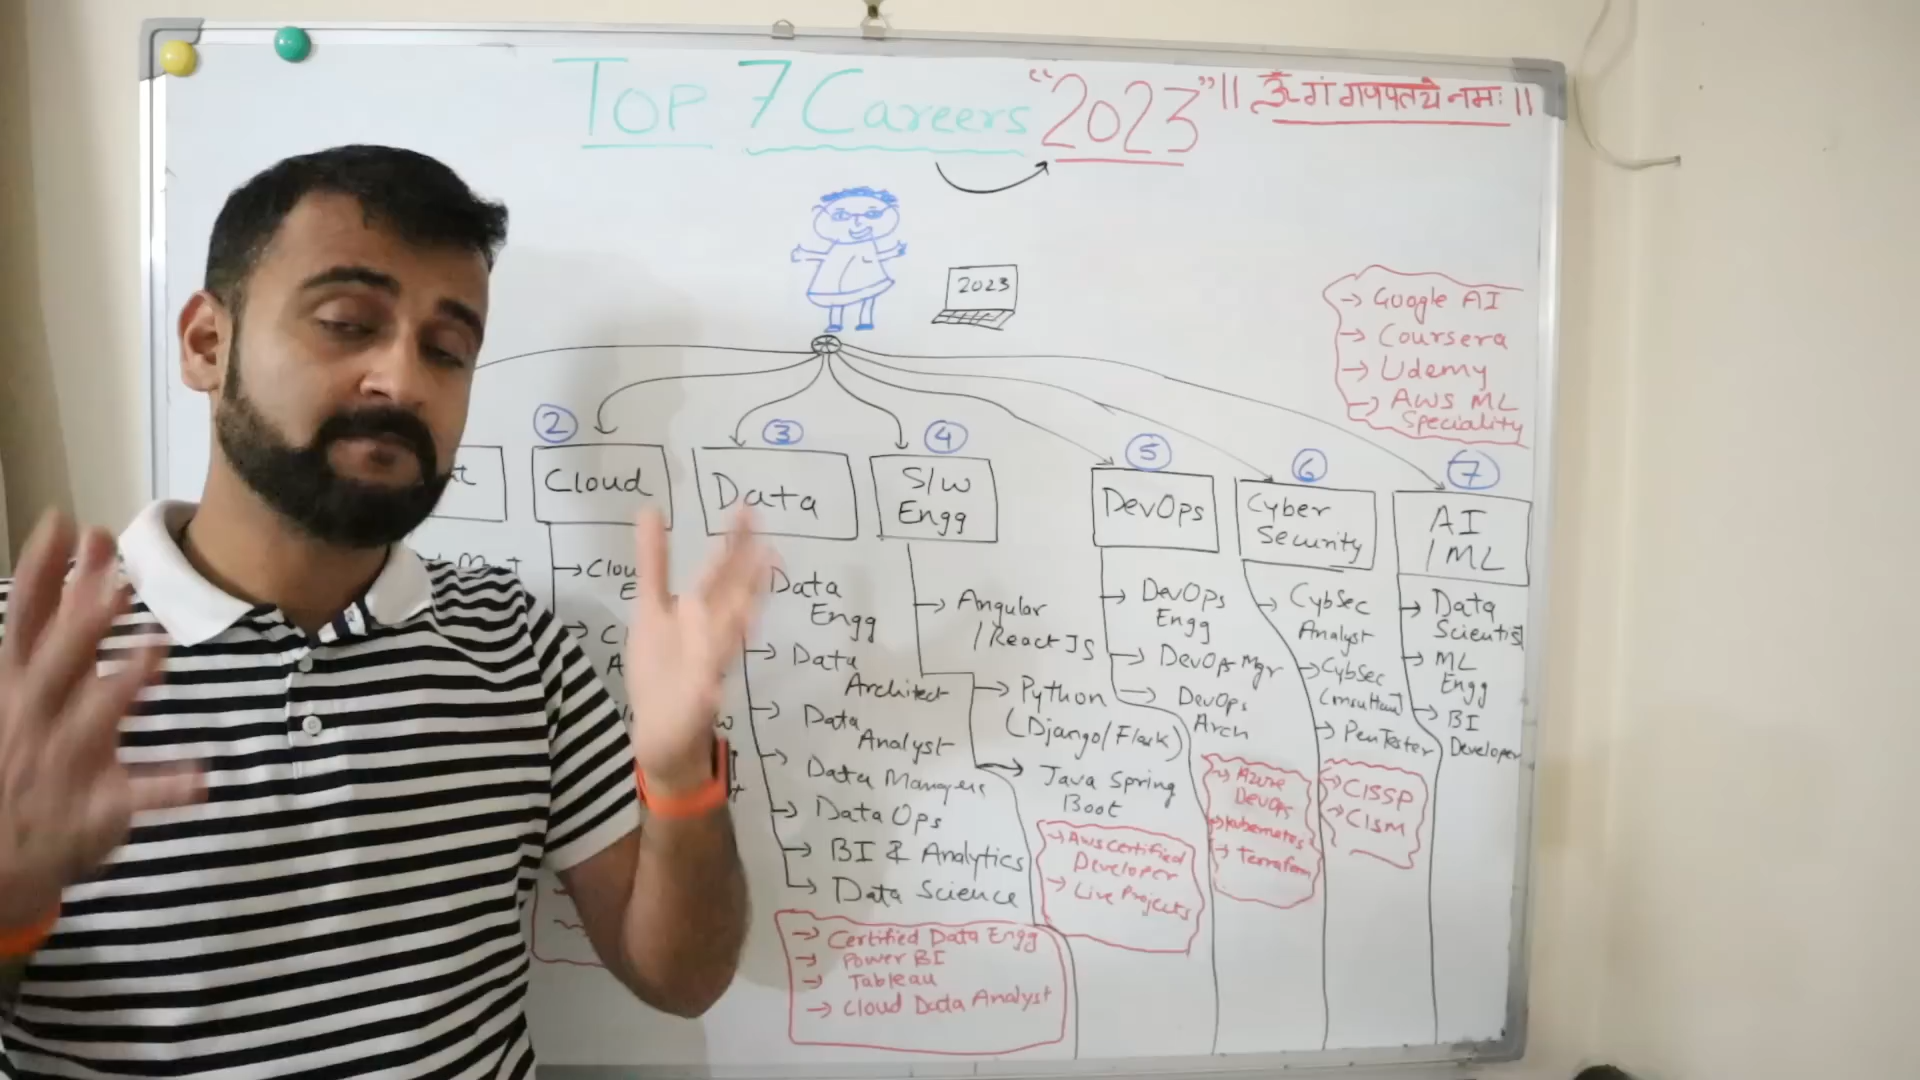 Top 7 Careers "2023" || ॐ गं गणपतये नमः ||
2023
→ Google AI
→ Coursera
→ Udemy
→ AWS ML
Speciality
2
Cloud
3
Data
Data
Engg
→ Data
Architect
→ Data
Analyst
→ Data Managers
→ Data Ops
→ BI & Analytics
→ Data Science
→ Certified Data Engg
→ Power BI
→ Tableau
→ Cloud Data Analyst
4
S/W
Engg
→ Angular
/React JS
→ Python
(Django/Flask)
→ Java Spring
Boot
→ AWS Certified
Developer
→ Live Projects
5
DevOps
→ DevOps
Engg
→ DevOps Mgr
→ DevOps
Arch
→ Azure
DevOps
→ Kubernetes
→ Terraform
6
Cyber
Security
→ CybSec
Analyst
→ CybSec
Consultant
→ PenTester
→ CISSP
→ CISM
7
AI
/ML
→ Data
Scientist
→ ML
Engg
→ BI
Developer